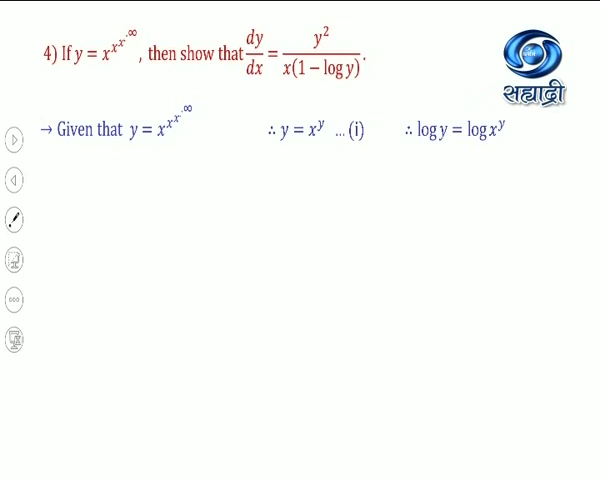 4) If y = x^{x^{x^{.^{∞}}}}, then show that dy/dx = y²/(x(1 − log y)).
सह्याद्री
→ Given that y = x^{x^{x^{.^{∞}}}} ∴ y = x^y ...(i) ∴ log y = log x^y